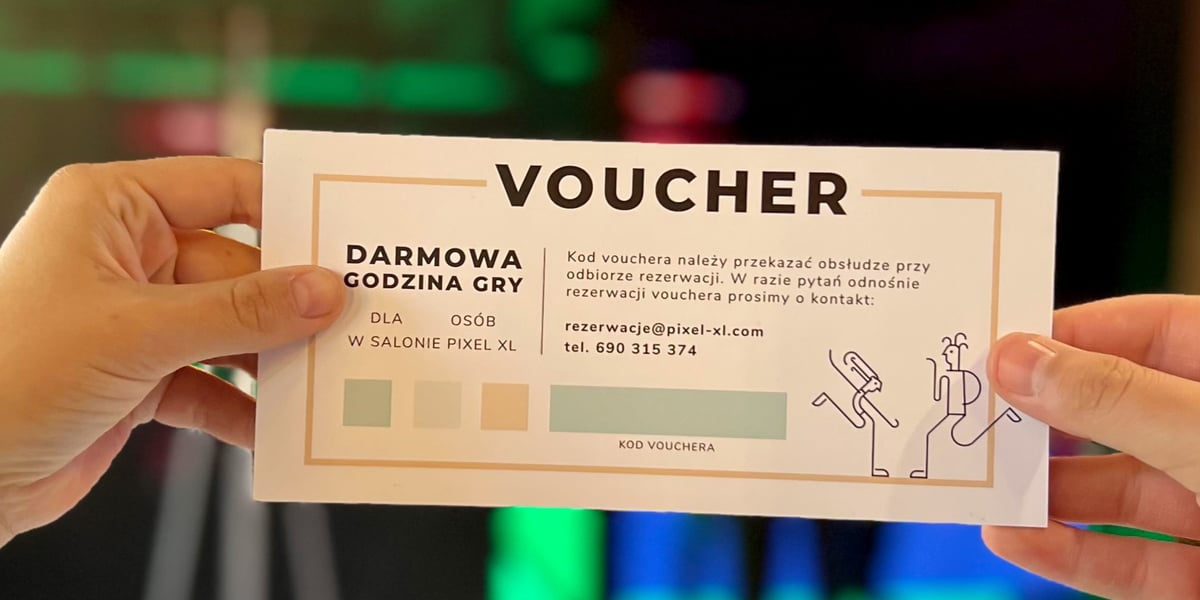 VOUCHER
DARMOWA
GODZINA GRY
DLA OSÓB
W SALONIE PIXEL XL
Kod vouchera należy przekazać obsłudze przy
odbiorze rezerwacji. W razie pytań odnośnie
rezerwacji vouchera prosimy o kontakt:
rezerwacje@pixel-xl.com
tel. 690 315 374
KOD VOUCHERA